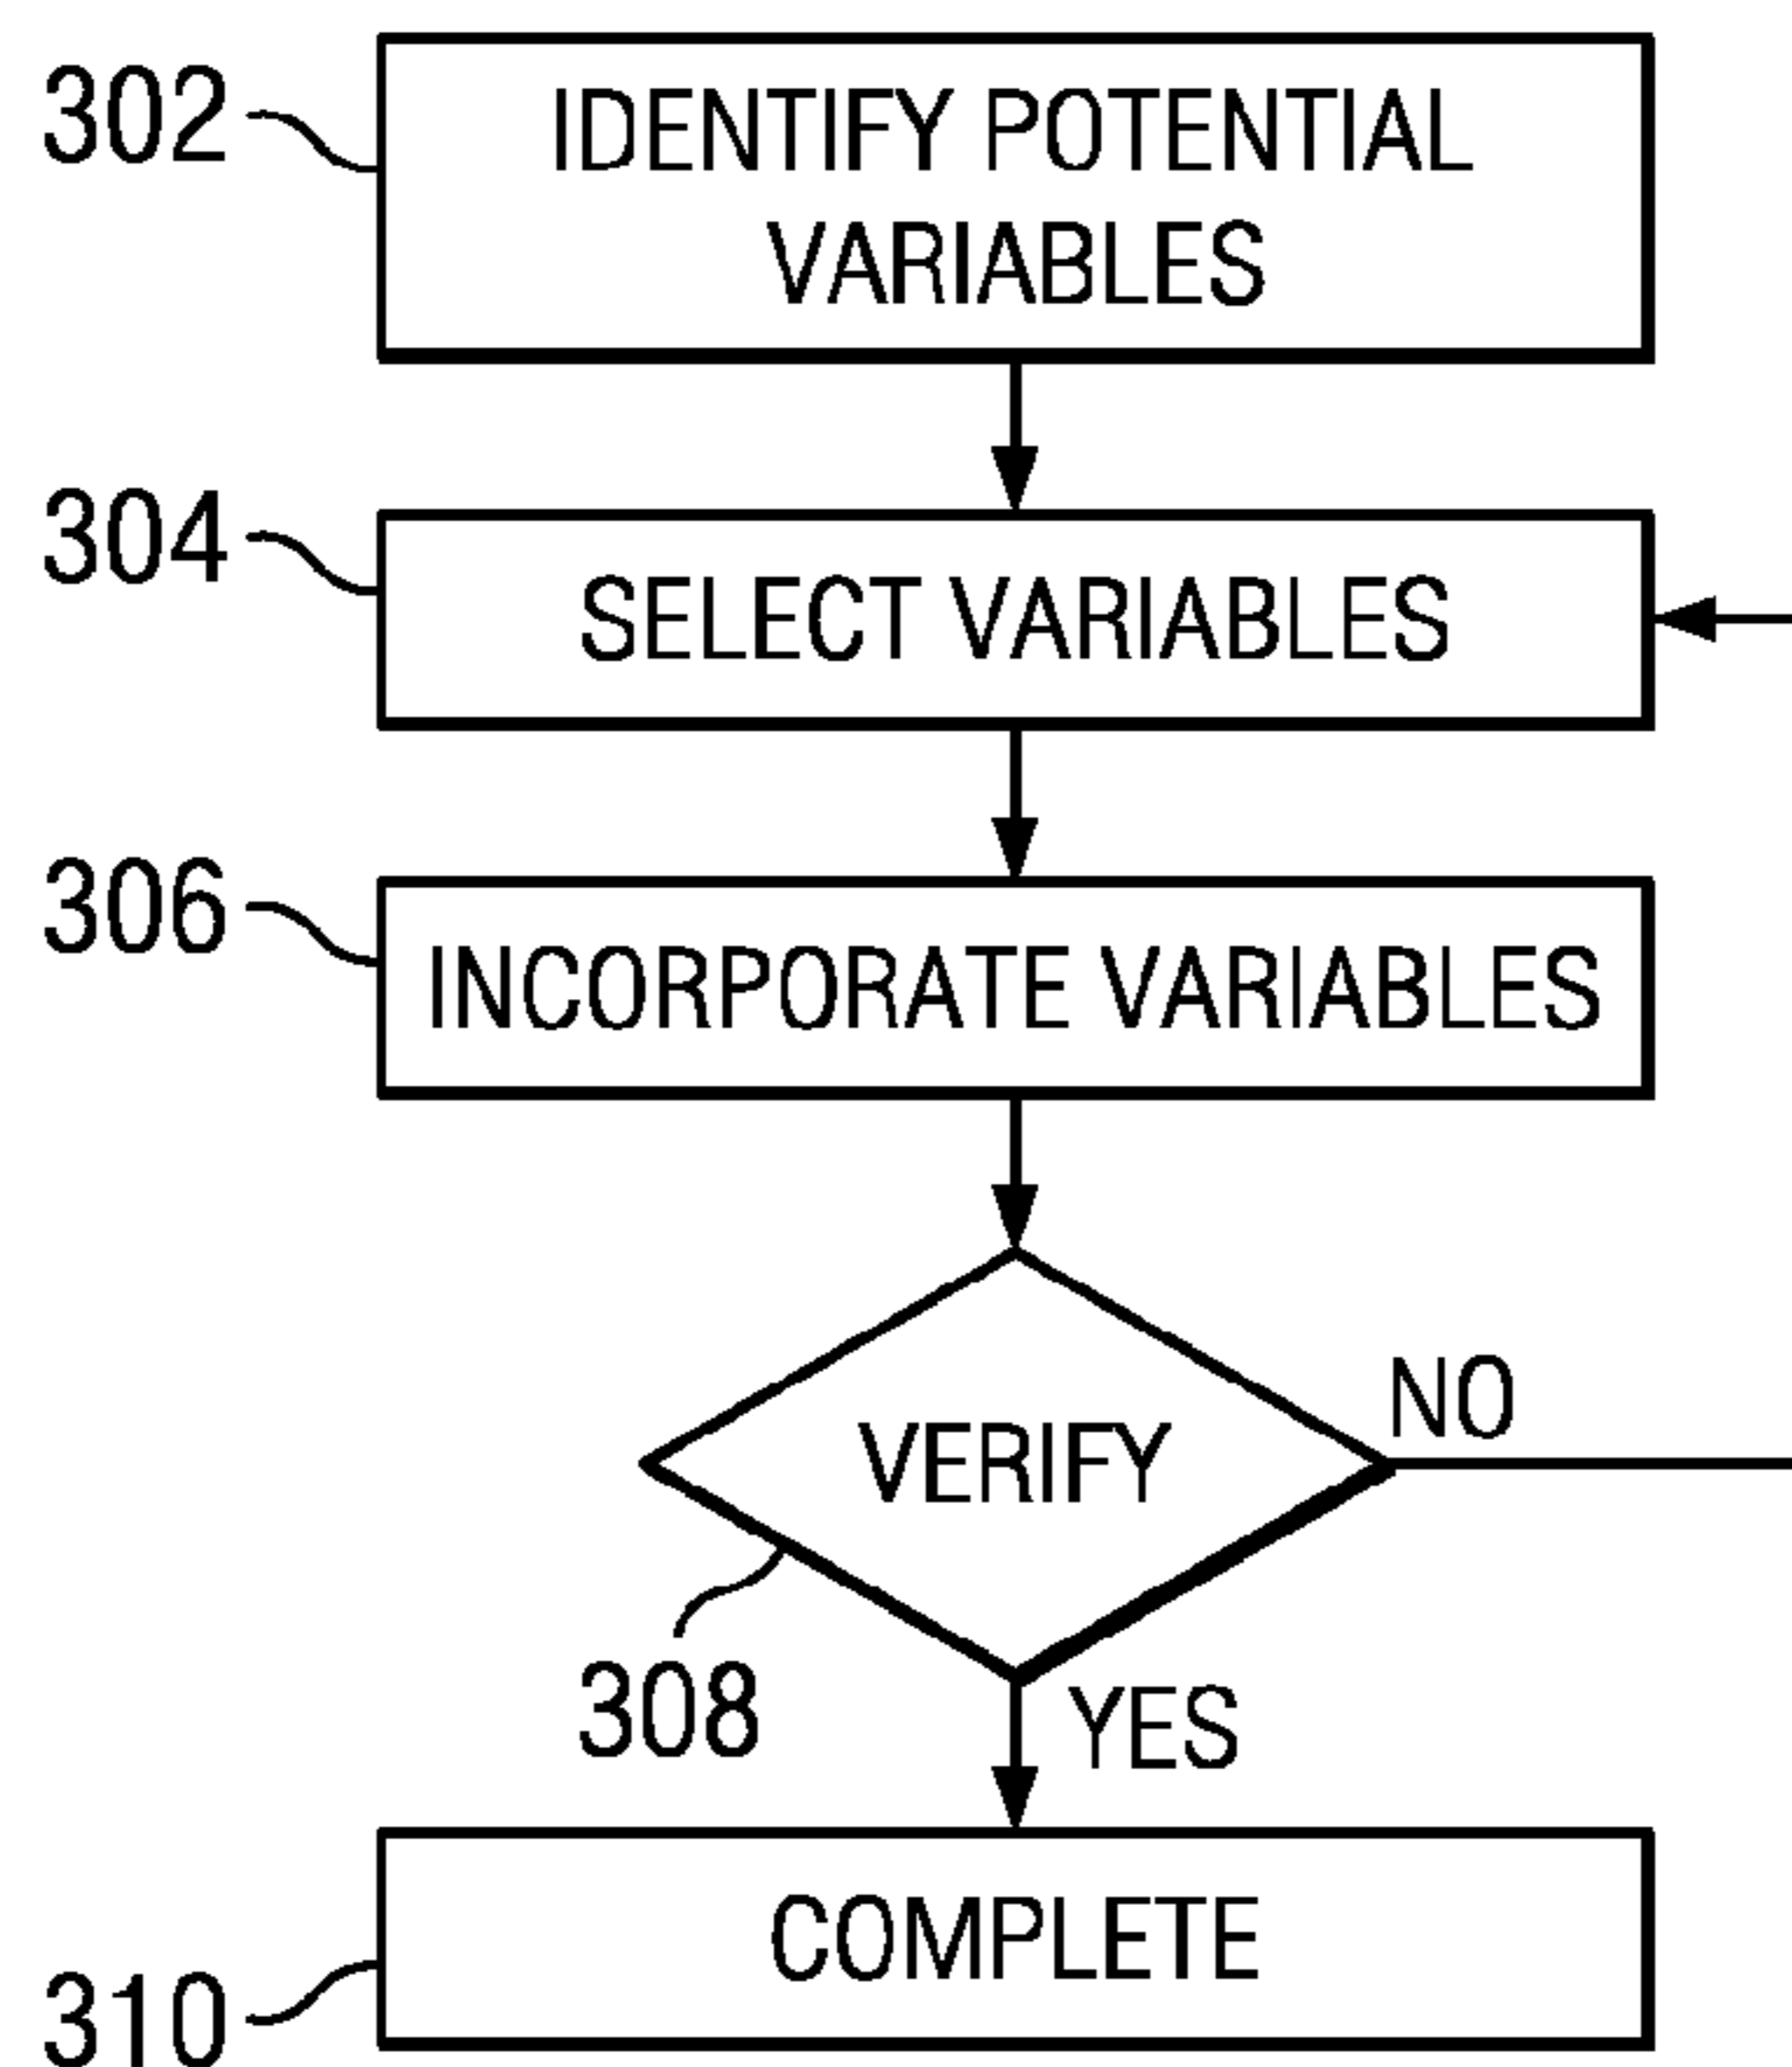 302
IDENTIFY POTENTIAL
VARIABLES
304
SELECT VARIABLES
306
INCORPORATE VARIABLES
VERIFY
NO
308
YES
COMPLETE
310